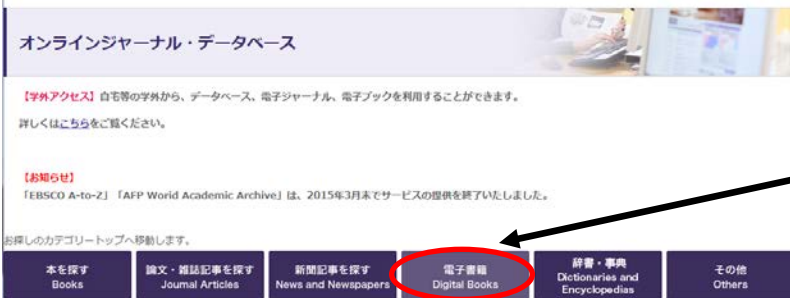 オンラインジャーナル・データベース
【学外アクセス】自宅等の学外から、データベース、電子ジャーナル、電子ブックを利用することができます。
詳しくはこちらをご覧ください。
【お知らせ】
「EBSCO A-to-Z」「AFP World Academic Archive」は、2015年3月末でサービスの提供を終了いたしました。
お探しのカテゴリートップへ移動します。
本を探す
Books
論文・雑誌記事を探す
Joumal Articles
新聞記事を探す
News and Newspapers
電子書籍
Digital Books
辞書・事典
Dictionaries and
Encyclopedias
その他
Others